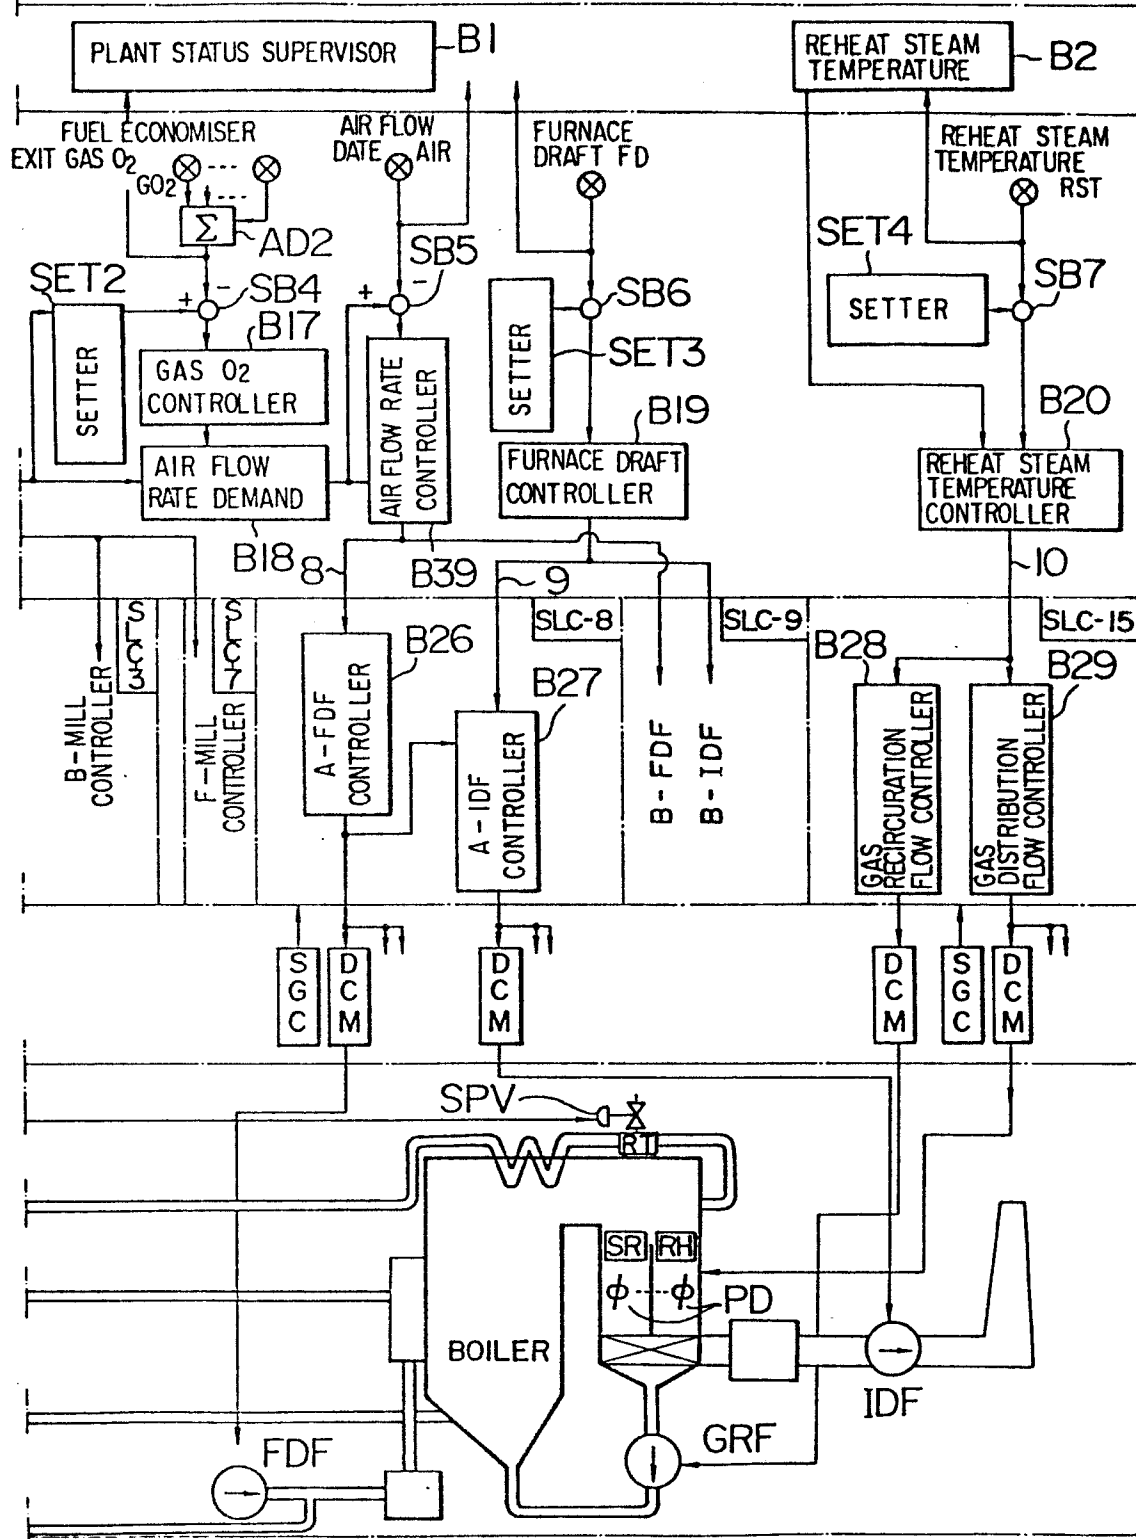 PLANT STATUS SUPERVISOR
B1
REHEAT STEAM
TEMPERATURE
B2
FUEL ECONOMISER
EXIT GAS O2
GO2
Σ
AD2
AIR FLOW
DATE AIR
FURNACE
DRAFT FD
REHEAT STEAM
TEMPERATURE
RST
SET2
SETTER
+
-
SB4
B17
GAS O2
CONTROLLER
AIR FLOW
RATE DEMAND
B18
+
-
SB5
AIR FLOW RATE
CONTROLLER
B39
SETTER
SET3
SB6
B19
FURNACE DRAFT
CONTROLLER
SET4
SETTER
SB7
B20
REHEAT STEAM
TEMPERATURE
CONTROLLER
8
9
10
SLC-3
B-MILL
CONTROLLER
SLC-7
F-MILL
CONTROLLER
A-FDF
CONTROLLER
B26
A-IDF
CONTROLLER
B27
SLC-8
B-FDF
B-IDF
SLC-9
SLC-15
B28
GAS
RECIRCURATION
FLOW CONTROLLER
B29
GAS
DISTRIBUTION
FLOW CONTROLLER
SGC
DCM
DCM
DCM
SGC
DCM
SPV
RT
SR
RH
ϕ
ϕ
PD
BOILER
IDF
GRF
FDF